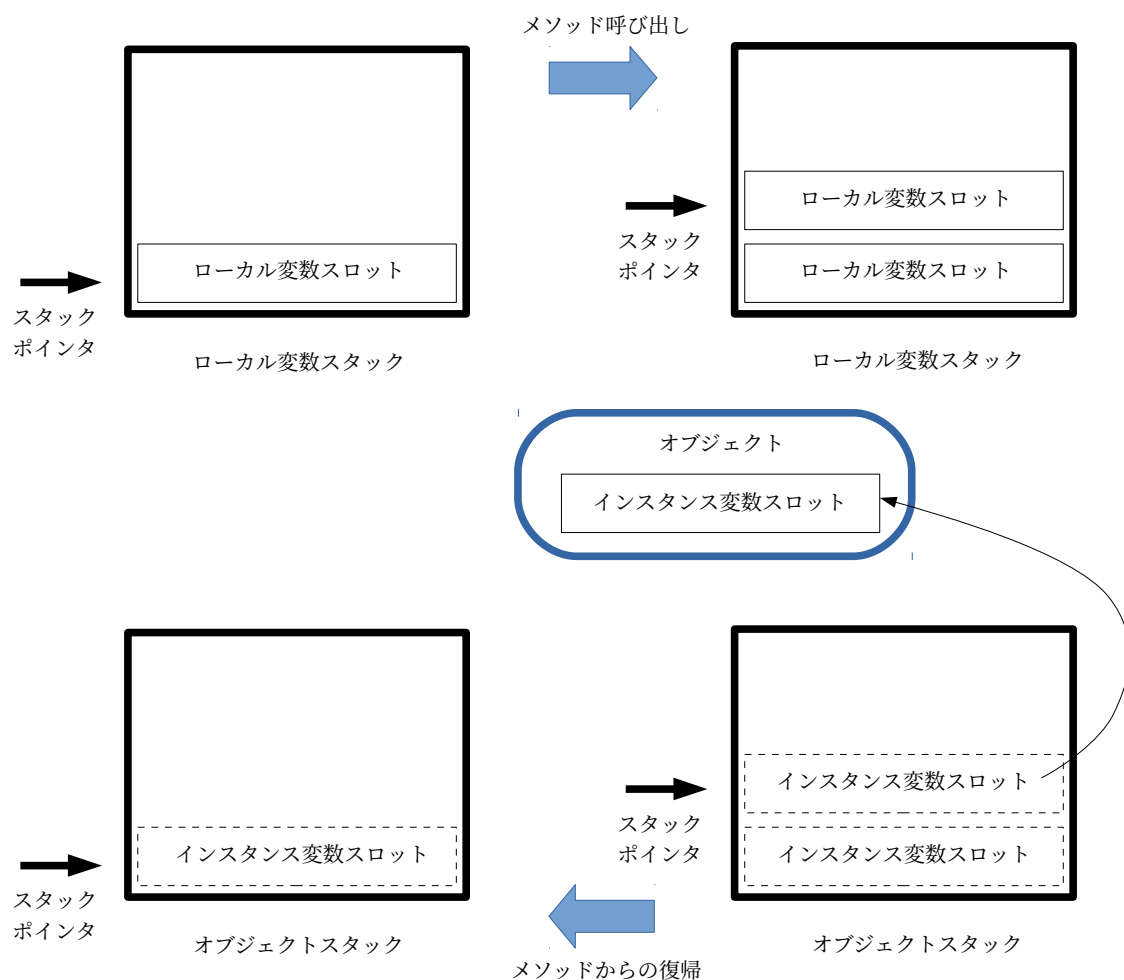 メソッド呼び出し
ローカル変数スロット
スタック
ポインタ
ローカル変数スタック
ローカル変数スロット
スタック
ポインタ
ローカル変数スロット
ローカル変数スタック
オブジェクト
インスタンス変数スロット
インスタンス変数スロット
スタック
ポインタ
オブジェクトスタック
インスタンス変数スロット
スタック
ポインタ
インスタンス変数スロット
オブジェクトスタック
メソッドからの復帰